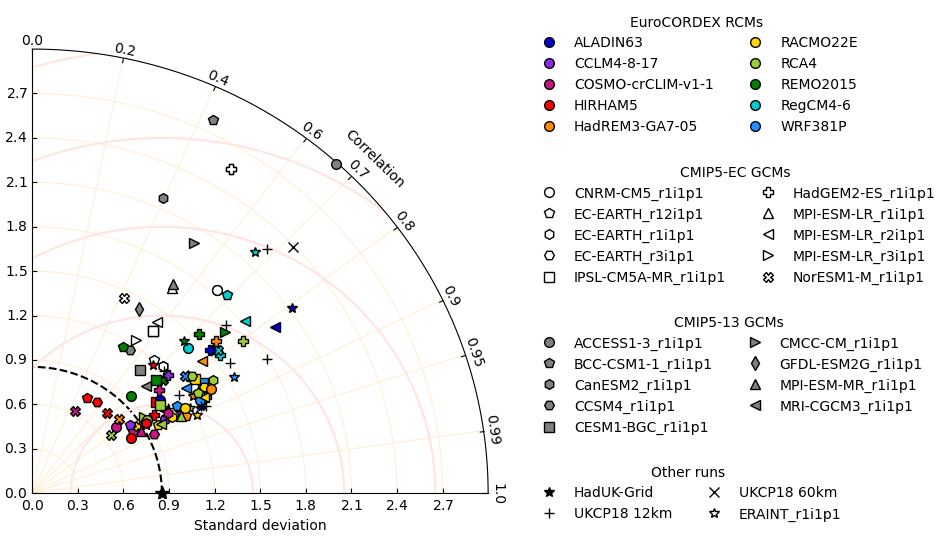 0.0
0.2
0.4
0.6
0.7
0.8
0.9
0.95
0.99
1.0
Correlation
2.7
2.4
2.1
1.8
1.5
1.2
0.9
0.6
0.3
0.0
0.0 0.3 0.6 0.9 1.2 1.5 1.8 2.1 2.4 2.7
Standard deviation
EuroCORDEX RCMs
ALADIN63 RACMO22E
CCLM4-8-17 RCA4
COSMO-crCLIM-v1-1 REMO2015
HIRHAM5 RegCM4-6
HadREM3-GA7-05 WRF381P
CMIP5-EC GCMs
CNRM-CM5_r1i1p1 HadGEM2-ES_r1i1p1
EC-EARTH_r12i1p1 MPI-ESM-LR_r1i1p1
EC-EARTH_r1i1p1 MPI-ESM-LR_r2i1p1
EC-EARTH_r3i1p1 MPI-ESM-LR_r3i1p1
IPSL-CM5A-MR_r1i1p1 NorESM1-M_r1i1p1
CMIP5-13 GCMs
ACCESS1-3_r1i1p1 CMCC-CM_r1i1p1
BCC-CSM1-1_r1i1p1 GFDL-ESM2G_r1i1p1
CanESM2_r1i1p1 MPI-ESM-MR_r1i1p1
CCSM4_r1i1p1 MRI-CGCM3_r1i1p1
CESM1-BGC_r1i1p1
Other runs
HadUK-Grid UKCP18 60km
UKCP18 12km ERAINT_r1i1p1